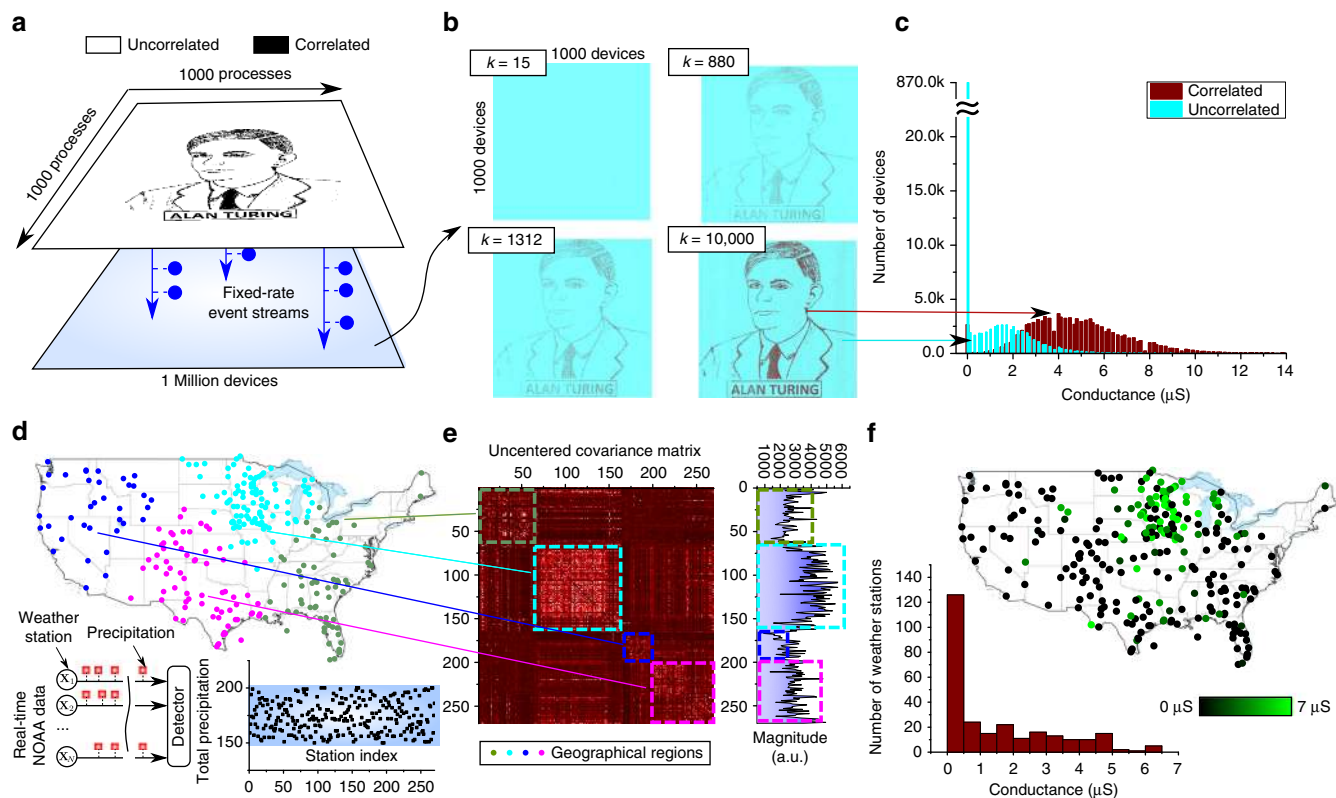 a
Uncorrelated
Correlated
1000 processes
1000 processes
ALAN TURING
Fixed-rate
event streams
1 Million devices
b
1000 devices
1000 devices
k = 15
k = 880
ALAN TURING
k = 1312
k = 10,000
ALAN TURING
ALAN TURING
c
Correlated
Uncorrelated
Number of devices
870.0k
20.0k
15.0k
10.0k
5.0k
0.0
0 2 4 6 8 10 12 14
Conductance (µS)
d
Weather
station
Precipitation
Real-time
NOAA data
X1
X2
...
XN
Detector
Total precipitation
200
150
Station index
0 50 100 150 200 250
e
Uncentered covariance matrix
50 100 150 200 250
50
100
150
200
250
Geographical regions
1000 2000 3000 4000 5000 6000
0
50
100
150
200
250
Magnitude
(a.u.)
f
Number of weather stations
140
120
100
80
60
40
20
0
0 1 2 3 4 5 6 7
Conductance (µS)
0 µS
7 µS